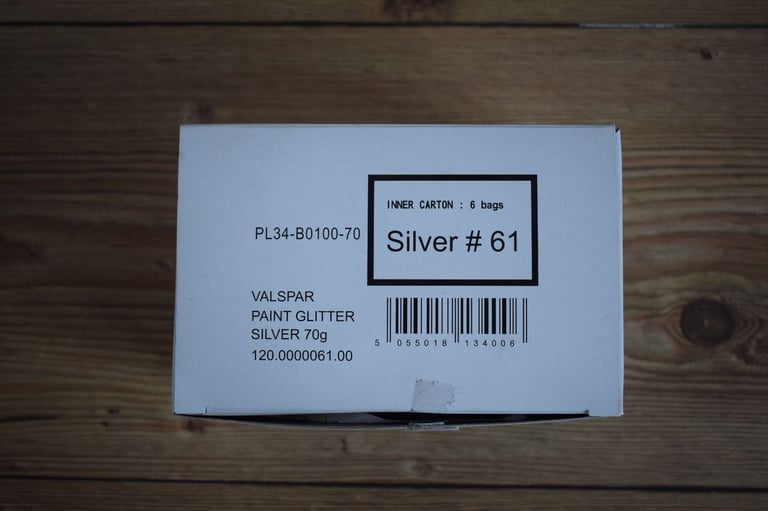 INNER CARTON : 6 bags
PL34-B0100-70
Silver # 61
VALSPAR
PAINT GLITTER
SILVER 70g
120.0000061.00
5 055018 134006